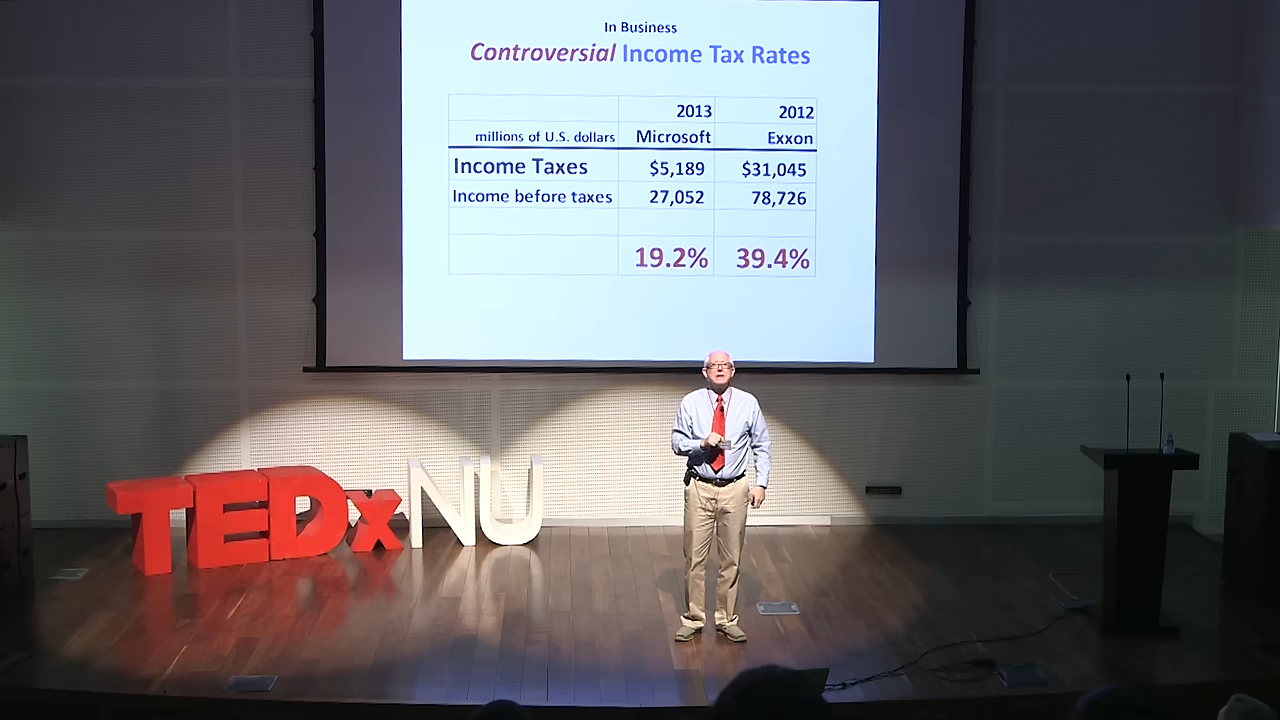 In Business
Controversial Income Tax Rates
2013 2012
millions of U.S. dollars Microsoft Exxon
Income Taxes $5,189 $31,045
Income before taxes 27,052 78,726
19.2% 39.4%
TEDxNU